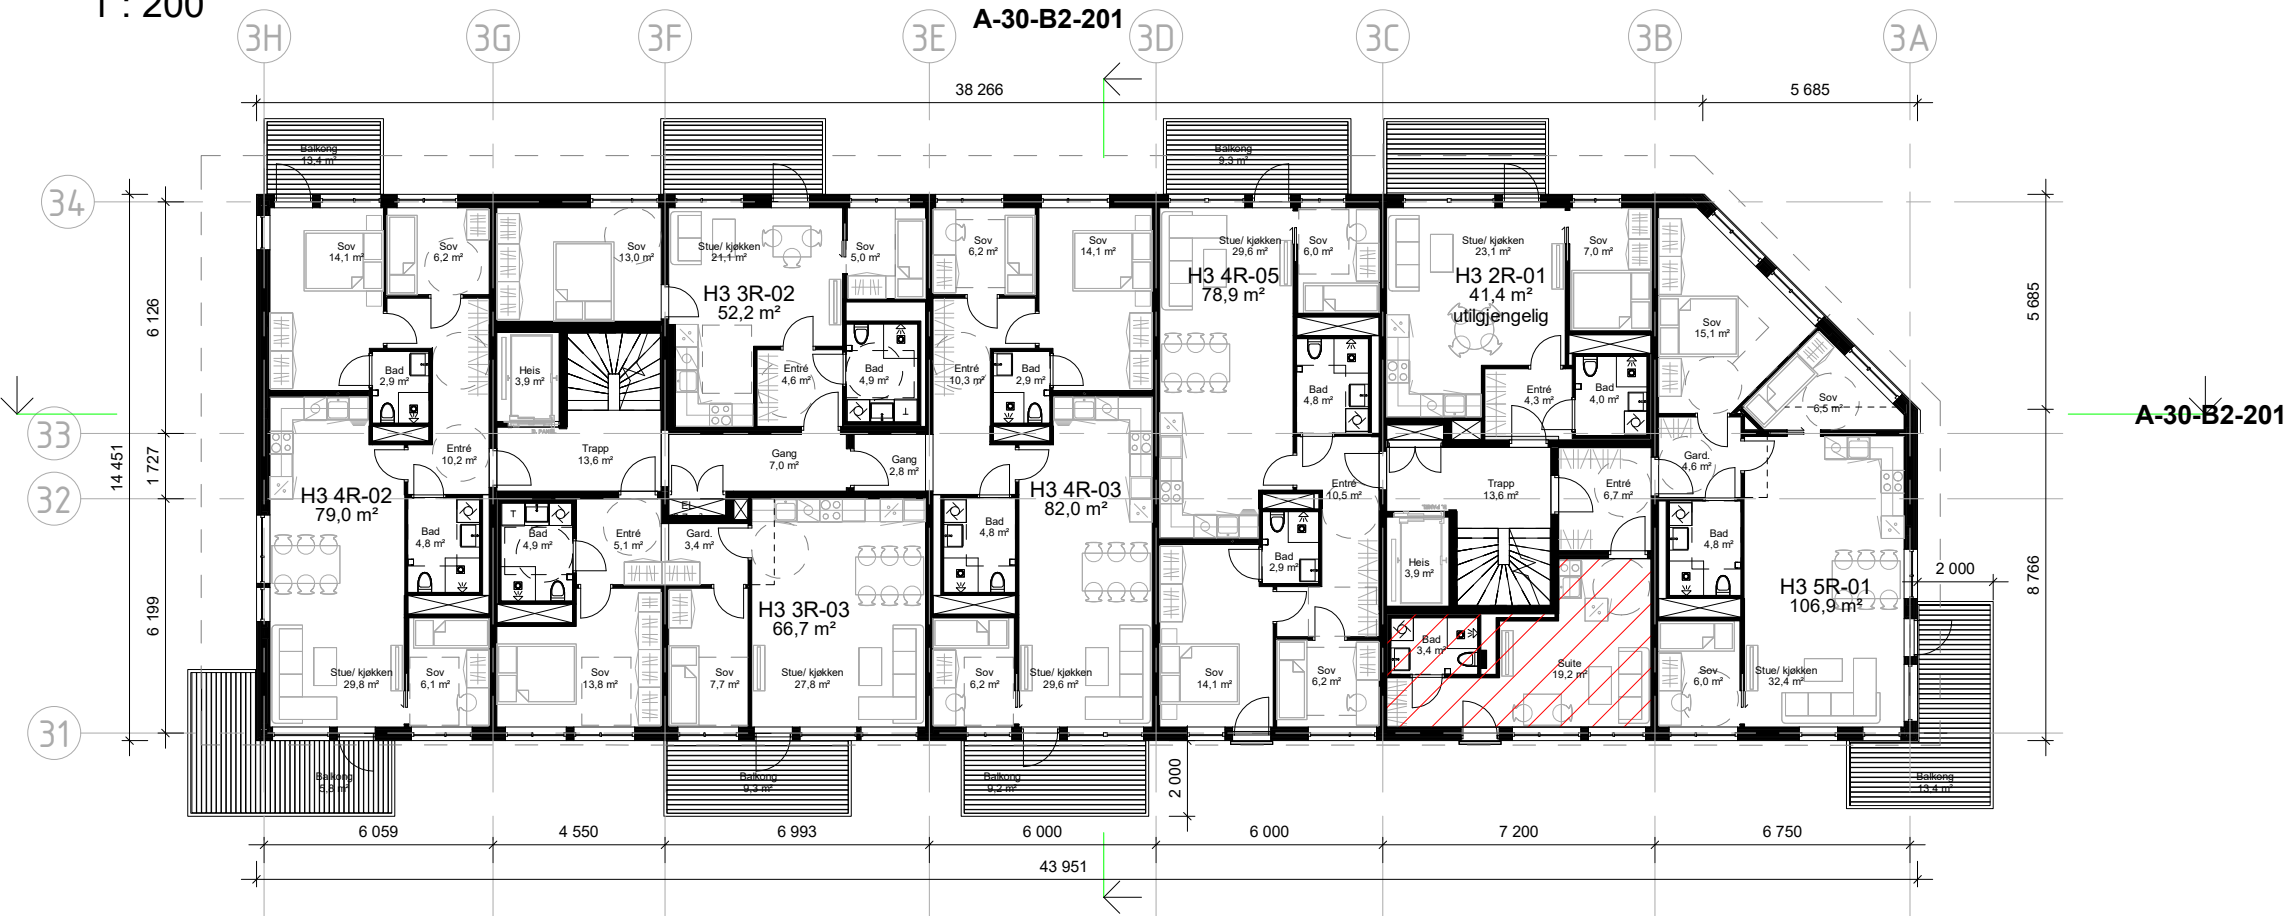 1 : 200
A-30-B2-201
3H
3G
3F
3E
3D
3C
3B
3A
38 266
5 685
Balkong
13,4 m²
Balkong
9,3 m²
34
33
32
31
14 451
6 126
1 727
6 199
Sov
14,1 m²
Sov
6,2 m²
Sov
13,0 m²
Stue/ kjøkken
21,1 m²
Sov
5,0 m²
Sov
6,2 m²
Sov
14,1 m²
Stue/ kjøkken
29,6 m²
Sov
6,0 m²
Stue/ kjøkken
23,1 m²
Sov
7,0 m²
H3 3R-02
52,2 m²
H3 4R-05
78,9 m²
H3 2R-01
41,4 m²
utilgjengelig
Sov
15,1 m²
5 685
Bad
2,9 m²
Heis
3,9 m²
Entré
4,6 m²
Bad
4,9 m²
Entré
10,3 m²
Bad
2,9 m²
Bad
4,8 m²
Entré
4,3 m²
Bad
4,0 m²
Sov
6,5 m²
A-30-B2-201
Entré
10,2 m²
Trapp
13,6 m²
Gang
7,0 m²
Gang
2,8 m²
Gard.
4,6 m²
H3 4R-02
79,0 m²
H3 4R-03
82,0 m²
Entré
10,5 m²
Trapp
13,6 m²
Entré
6,7 m²
EL
T
T
Bad
4,8 m²
Bad
4,9 m²
Entré
5,1 m²
Gard.
3,4 m²
Bad
4,8 m²
Bad
2,9 m²
Heis
3,9 m²
Bad
4,8 m²
H3 3R-03
66,7 m²
H3 5R-01
106,9 m²
2 000
8 766
Stue/ kjøkken
29,8 m²
Sov
6,1 m²
Sov
13,8 m²
Sov
7,7 m²
Stue/ kjøkken
27,8 m²
Sov
6,2 m²
Stue/ kjøkken
29,6 m²
Sov
14,1 m²
Sov
6,2 m²
Bad
3,4 m²
Suite
19,2 m²
Sov
6,0 m²
Stue/ kjøkken
32,4 m²
Balkong
5,8 m²
Balkong
9,3 m²
Balkong
9,2 m²
2 000
Balkong
13,4 m²
6 059
4 550
6 993
6 000
6 000
7 200
6 750
43 951